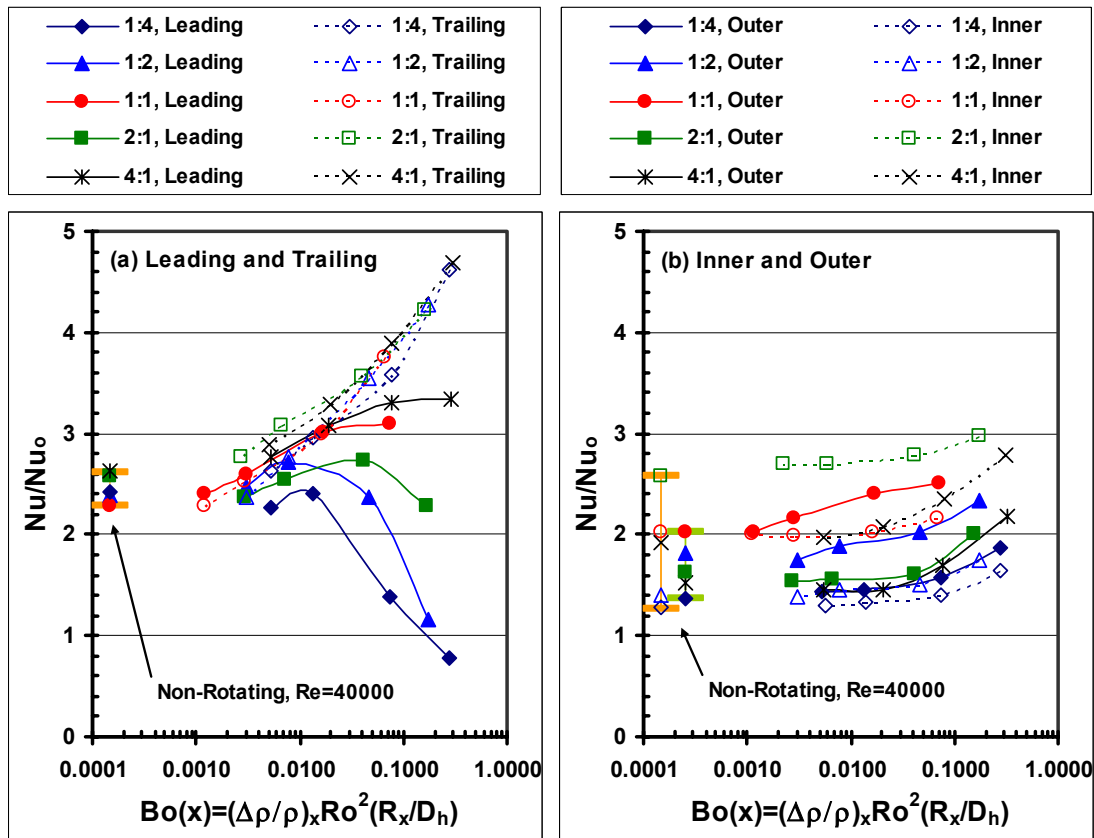 1:4, Leading 1:4, Trailing
1:2, Leading 1:2, Trailing
1:1, Leading 1:1, Trailing
2:1, Leading 2:1, Trailing
4:1, Leading 4:1, Trailing
1:4, Outer 1:4, Inner
1:2, Outer 1:2, Inner
1:1, Outer 1:1, Inner
2:1, Outer 2:1, Inner
4:1, Outer 4:1, Inner
(a) Leading and Trailing
Nu/Nuo
5
4
3
2
1
0
Non-Rotating, Re=40000
0.0001 0.0010 0.0100 0.1000 1.0000
Bo(x)=(Δρ/ρ)xRo²(Rx/Dh)
(b) Inner and Outer
Nu/Nuo
5
4
3
2
1
0
Non-Rotating, Re=40000
0.0001 0.0010 0.0100 0.1000 1.0000
Bo(x)=(Δρ/ρ)xRo²(Rx/Dh)